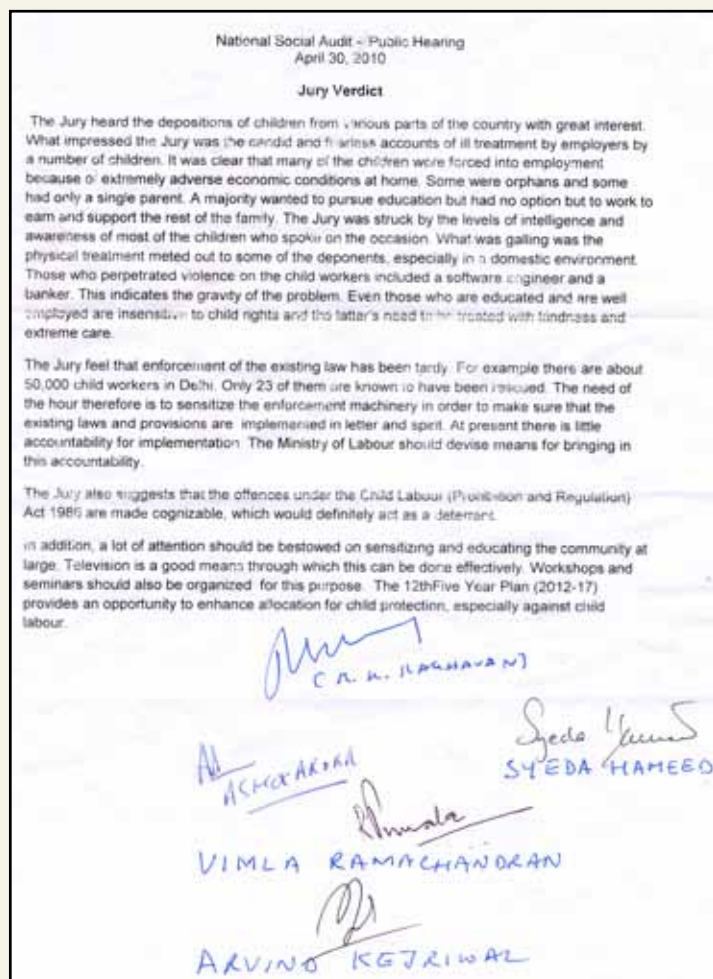 National Social Audit – Public Hearing
April 30, 2010
Jury Verdict
The Jury heard the depositions of children from various parts of the country with great interest.
What impressed the Jury was the candid and fearless accounts of ill treatment by employers by
a number of children. It was clear that many of the children were forced into employment
because of extremely adverse economic conditions at home. Some were orphans and some
had only a single parent. A majority wanted to pursue education but had no option but to work to
earn and support the rest of the family. The Jury was struck by the levels of intelligence and
awareness of most of the children who spoke on the occasion. What was galling was the
physical treatment meted out to some of the deponents, especially in a domestic environment.
Those who perpetrated violence on the child workers included a software engineer and a
banker. This indicates the gravity of the problem. Even those who are educated and are well
employed are insensitive to child rights and the latter's need to be treated with kindness and
extreme care.
The Jury feel that enforcement of the existing law has been tardy. For example there are about
50,000 child workers in Delhi. Only 23 of them are known to have been rescued. The need of
the hour therefore is to sensitize the enforcement machinery in order to make sure that the
existing laws and provisions are implemented in letter and spirit. At present there is little
accountability for implementation. The Ministry of Labour should devise means for bringing in
this accountability.
The Jury also suggests that the offences under the Child Labour (Prohibition and Regulation)
Act 1986 are made cognizable, which would definitely act as a deterrent.
In addition, a lot of attention should be bestowed on sensitizing and educating the community at
large. Television is a good means through which this can be done effectively. Workshops and
seminars should also be organized for this purpose. The 12thFive Year Plan (2012-17)
provides an opportunity to enhance allocation for child protection, especially against child
labour.
(R. K. RAGHAVAN)
Syeda Hameed
SYEDA HAMEED
ASHOK ARORA
VIMLA RAMACHANDRAN
ARVIND KEJRIWAL